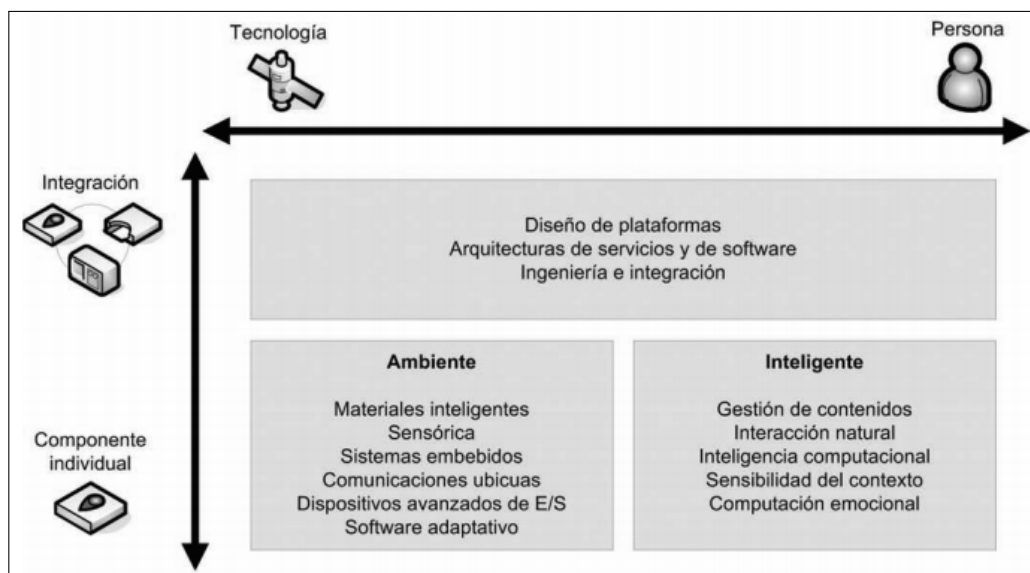 Tecnología
Persona
Integración
Diseño de plataformas
Arquitecturas de servicios y de software
Ingeniería e integración
Componente
individual
Ambiente
Materiales inteligentes
Sensórica
Sistemas embebidos
Comunicaciones ubicuas
Dispositivos avanzados de E/S
Software adaptativo
Inteligente
Gestión de contenidos
Interacción natural
Inteligencia computacional
Sensibilidad del contexto
Computación emocional